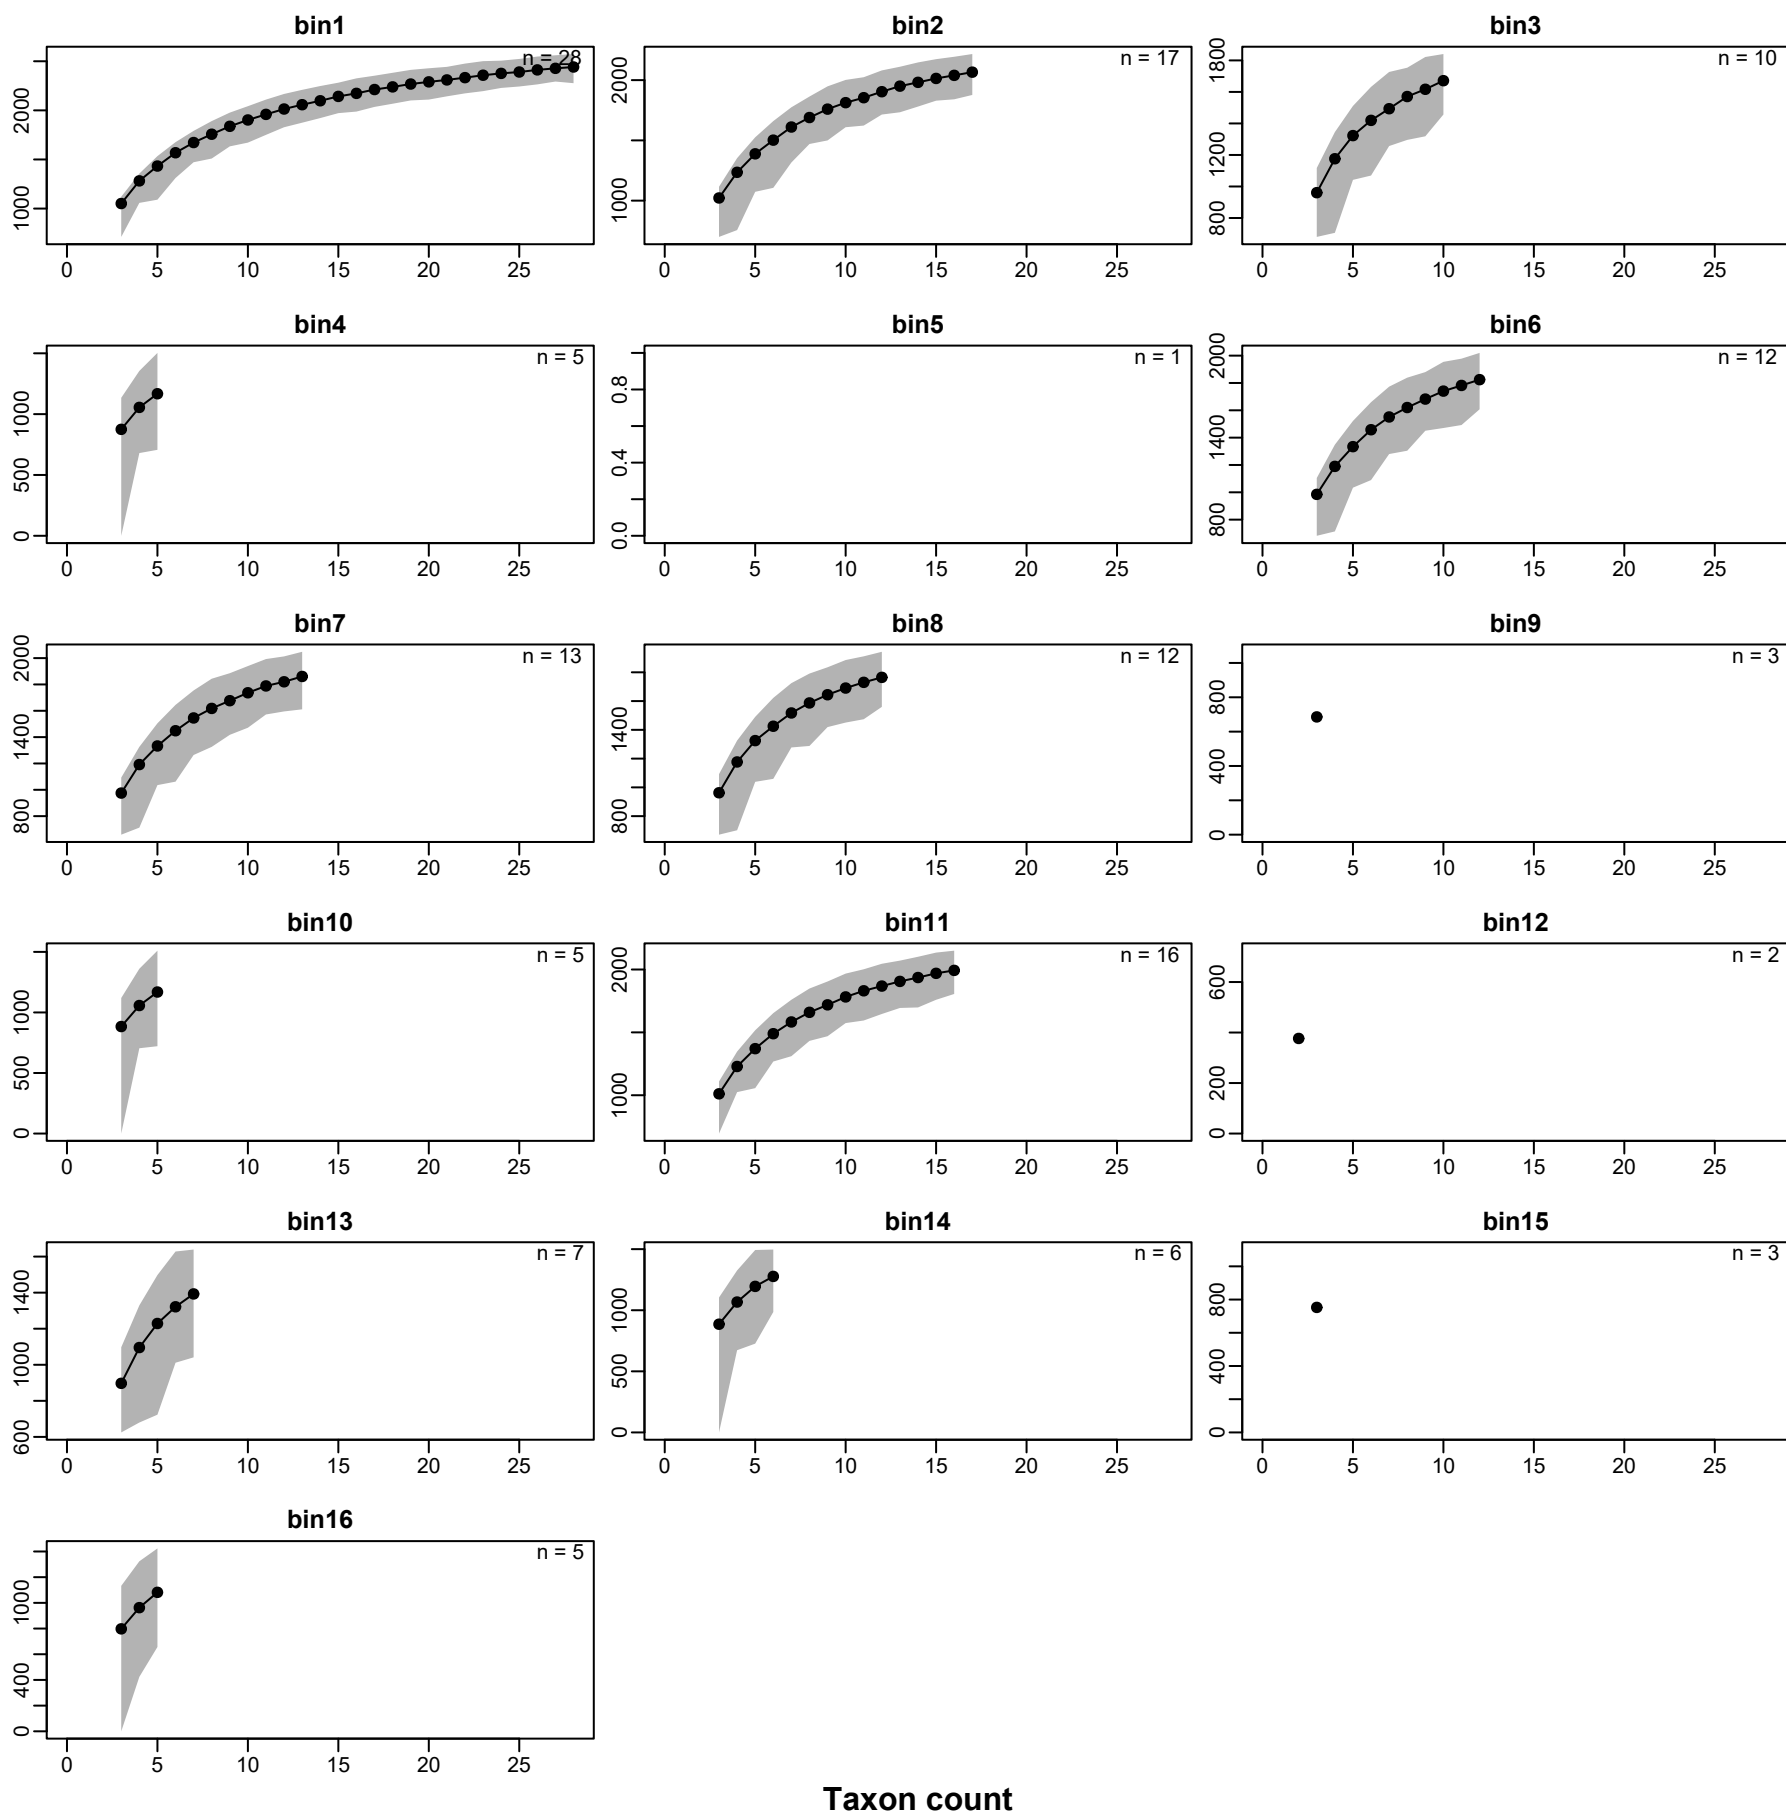 bin1 bin2 bin3
n = 28 n = 17 n = 10
1000 2000 1000 2000 800 1200 1800
0 5 10 15 20 25 0 5 10 15 20 25 0 5 10 15 20 25
bin4 bin5 bin6
n = 5 n = 1 n = 12
0 500 1000 0.0 0.4 0.8 800 1400 2000
0 5 10 15 20 25 0 5 10 15 20 25 0 5 10 15 20 25
bin7 bin8 bin9
n = 13 n = 12 n = 3
800 1400 2000 800 1400 0 400 800
0 5 10 15 20 25 0 5 10 15 20 25 0 5 10 15 20 25
bin10 bin11 bin12
n = 5 n = 16 n = 2
0 500 1000 1000 2000 0 200 600
0 5 10 15 20 25 0 5 10 15 20 25 0 5 10 15 20 25
bin13 bin14 bin15
n = 7 n = 6 n = 3
600 1000 1400 0 500 1000 0 400 800
0 5 10 15 20 25 0 5 10 15 20 25 0 5 10 15 20 25
bin16
n = 5
0 400 1000
0 5 10 15 20 25
Taxon count